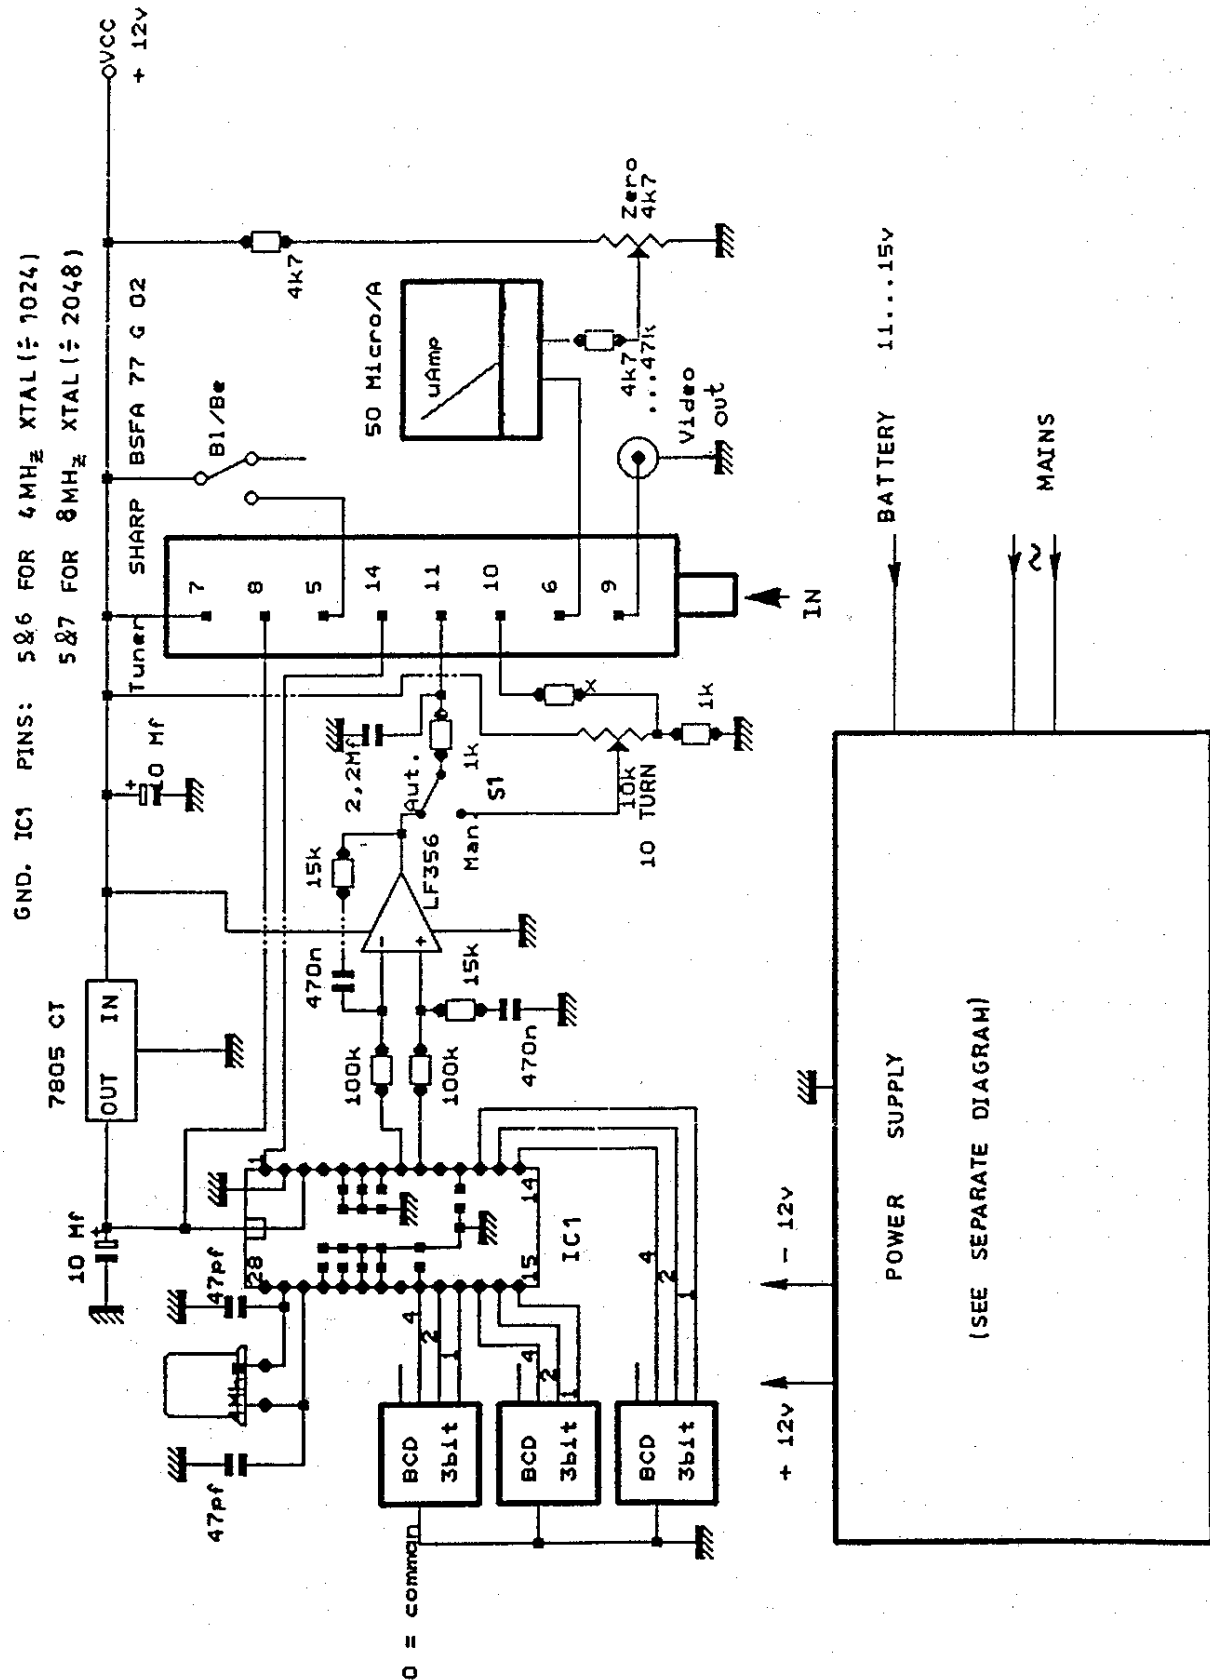 GND. IC1 PINS: 5&6 FOR 4MHz XTAL(÷ 1024)
5&7 FOR 8MHz XTAL(÷ 2048)
VCC
+ 12v
Tuner SHARP BSFA 77 G 02
7805 CT
OUT IN
10 Mf
+
10 Mf
+
B1/Be
4k7
Zero
4k7
50 Micro/A
uAmp
4k7
...47k
Video
out
7
8
5
14
11
10
6
9
IN
47pf
47pf
4Mh
28
1
15
14
IC1
100k
100k
470n
15k
15k
470n
-
+
LF356
2,2Mf
Aut.
Man.
S1
1k
10k
10 TURN
x
1k
BCD
3bit
4
2
1
BCD
3bit
4
2
1
BCD
3bit
4
2
1
0 = common
+ 12v
- 12v
POWER SUPPLY
(SEE SEPARATE DIAGRAM)
BATTERY 11...15v
MAINS
~